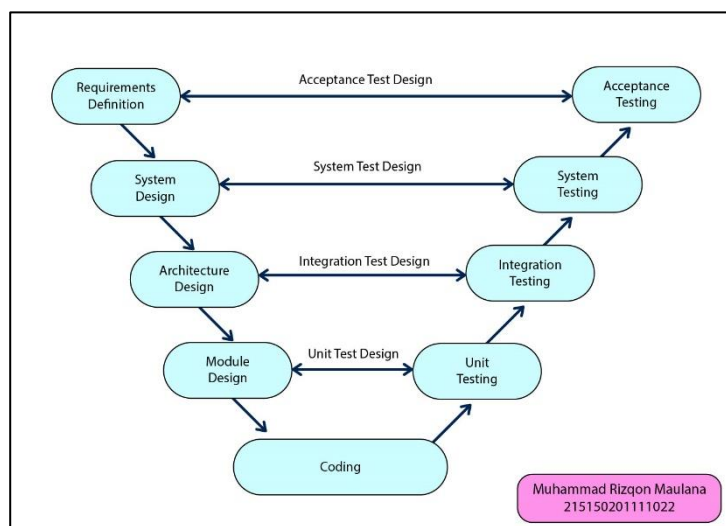 Requirements
Definition
Acceptance Test Design
Acceptance
Testing
System
Design
System Test Design
System
Testing
Architecture
Design
Integration Test Design
Integration
Testing
Module
Design
Unit Test Design
Unit
Testing
Coding
Muhammad Rizqon Maulana
215150201111022